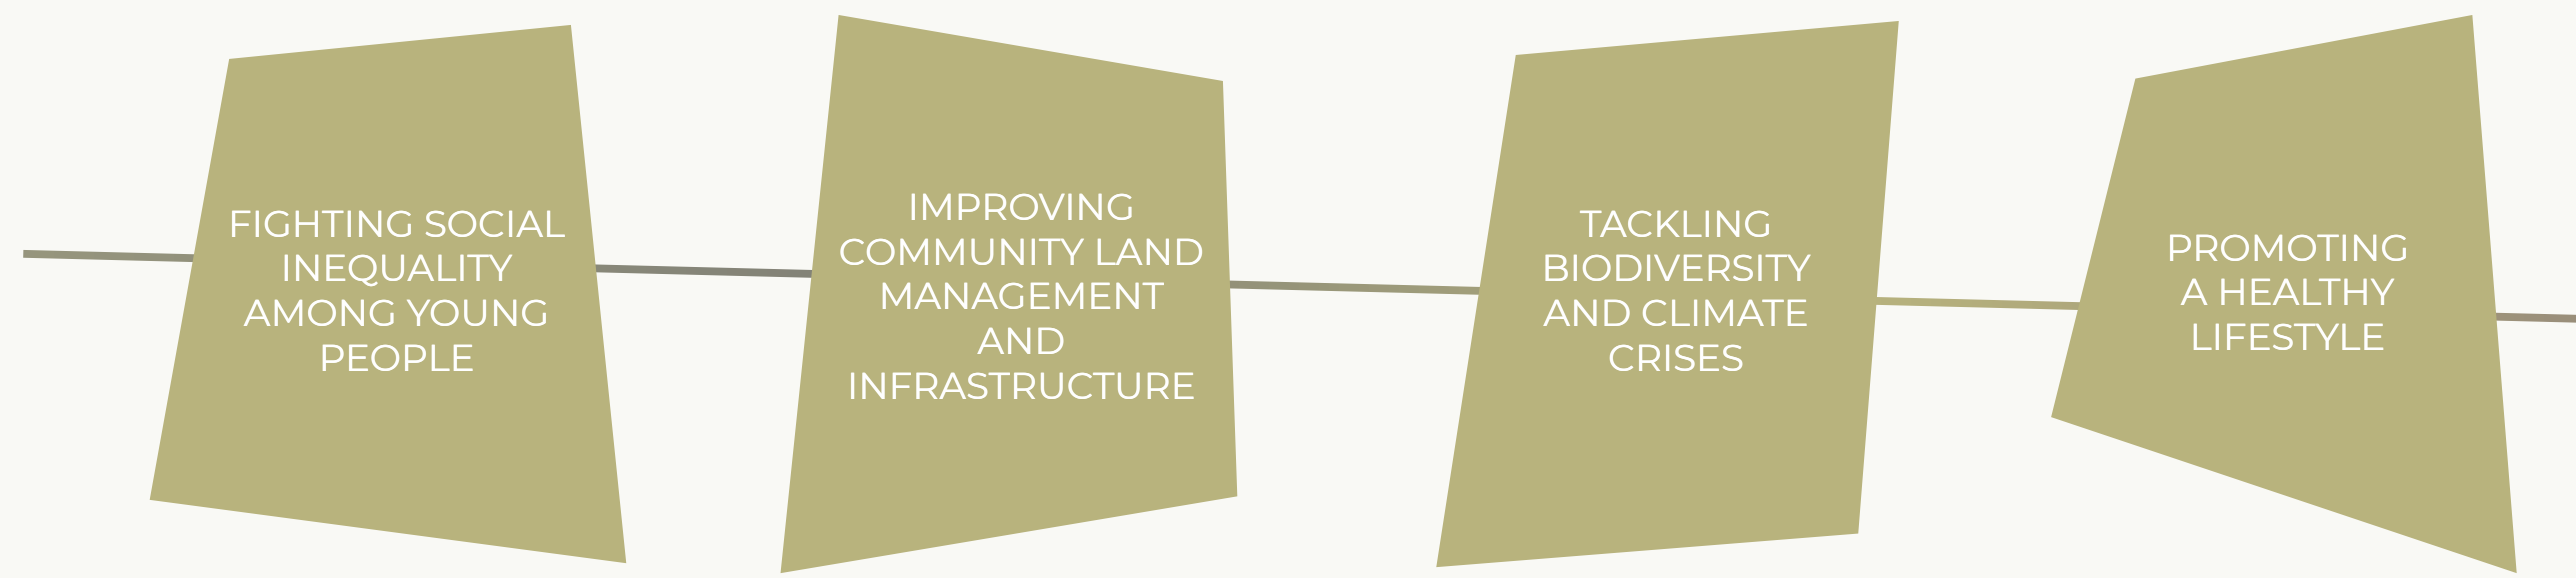 FIGHTING SOCIAL
INEQUALITY
AMONG YOUNG
PEOPLE
IMPROVING
COMMUNITY LAND
MANAGEMENT
AND
INFRASTRUCTURE
TACKLING
BIODIVERSITY
AND CLIMATE
CRISES
PROMOTING
A HEALTHY
LIFESTYLE